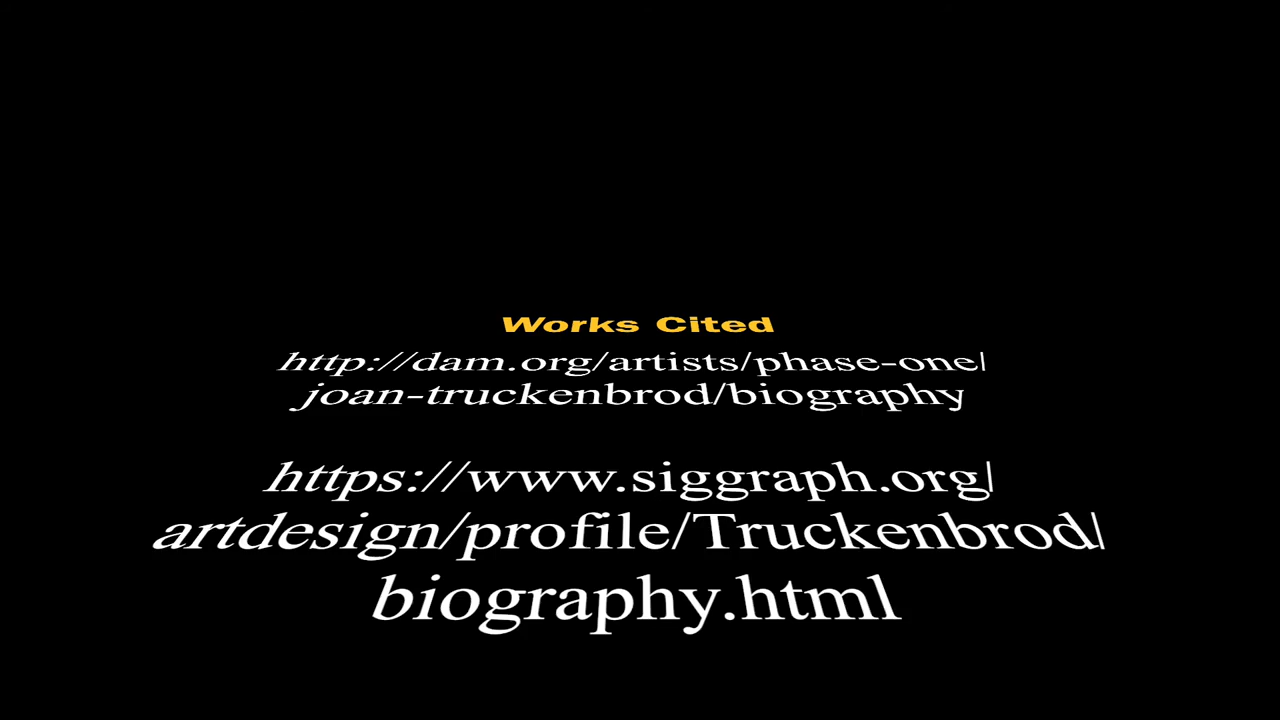 Works Cited
http://dam.org/artists/phase-one/
joan-truckenbrod/biography
https://www.siggraph.org/
artdesign/profile/Truckenbrod/
biography.html